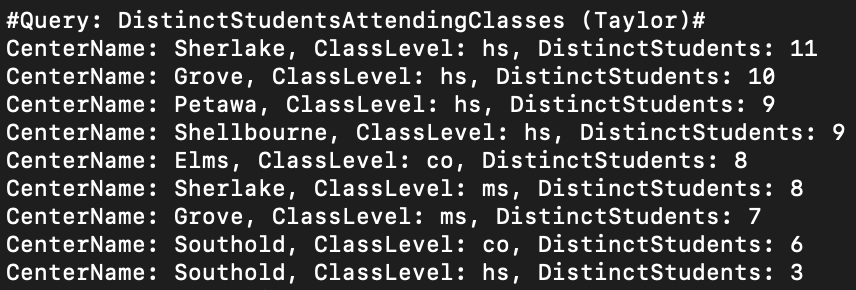 #Query: DistinctStudentsAttendingClasses (Taylor)#
CenterName: Sherlake, ClassLevel: hs, DistinctStudents: 11
CenterName: Grove, ClassLevel: hs, DistinctStudents: 10
CenterName: Petawa, ClassLevel: hs, DistinctStudents: 9
CenterName: Shellbourne, ClassLevel: hs, DistinctStudents: 9
CenterName: Elms, ClassLevel: co, DistinctStudents: 8
CenterName: Sherlake, ClassLevel: ms, DistinctStudents: 8
CenterName: Grove, ClassLevel: ms, DistinctStudents: 7
CenterName: Southold, ClassLevel: co, DistinctStudents: 6
CenterName: Southold, ClassLevel: hs, DistinctStudents: 3